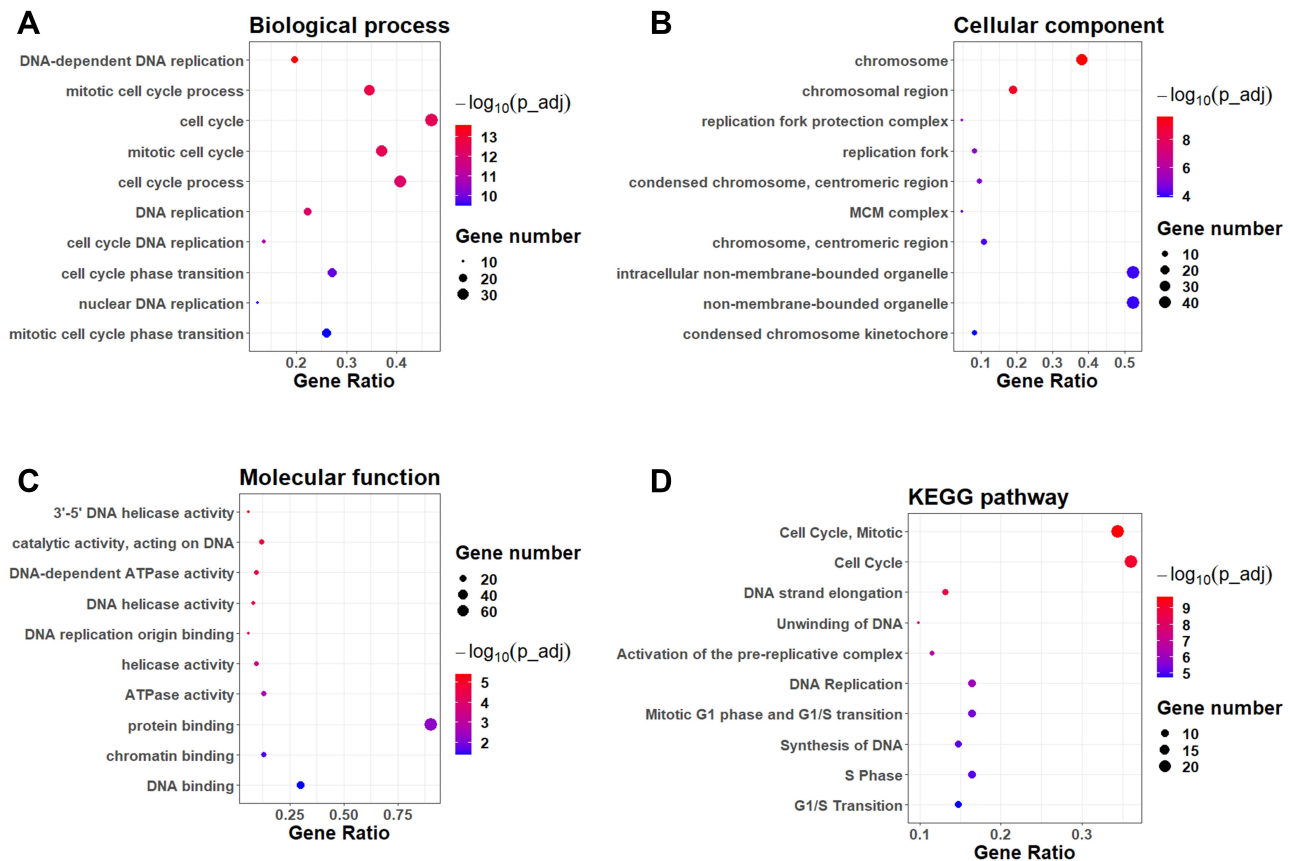 A
Biological process
DNA-dependent DNA replication
mitotic cell cycle process
cell cycle
mitotic cell cycle
cell cycle process
DNA replication
cell cycle DNA replication
cell cycle phase transition
nuclear DNA replication
mitotic cell cycle phase transition
0.2 0.3 0.4
Gene Ratio
−log10(p_adj)
13
12
11
10
Gene number
10
20
30
B
Cellular component
chromosome
chromosomal region
replication fork protection complex
replication fork
condensed chromosome, centromeric region
MCM complex
chromosome, centromeric region
intracellular non-membrane-bounded organelle
non-membrane-bounded organelle
condensed chromosome kinetochore
0.1 0.2 0.3 0.4 0.5
Gene Ratio
−log10(p_adj)
8
6
4
Gene number
10
20
30
40
C
Molecular function
3'-5' DNA helicase activity
catalytic activity, acting on DNA
DNA-dependent ATPase activity
DNA helicase activity
DNA replication origin binding
helicase activity
ATPase activity
protein binding
chromatin binding
DNA binding
0.25 0.50 0.75
Gene Ratio
Gene number
20
40
60
−log10(p_adj)
5
4
3
2
D
KEGG pathway
Cell Cycle, Mitotic
Cell Cycle
DNA strand elongation
Unwinding of DNA
Activation of the pre-replicative complex
DNA Replication
Mitotic G1 phase and G1/S transition
Synthesis of DNA
S Phase
G1/S Transition
0.1 0.2 0.3
Gene Ratio
−log10(p_adj)
9
8
7
6
5
Gene number
10
15
20